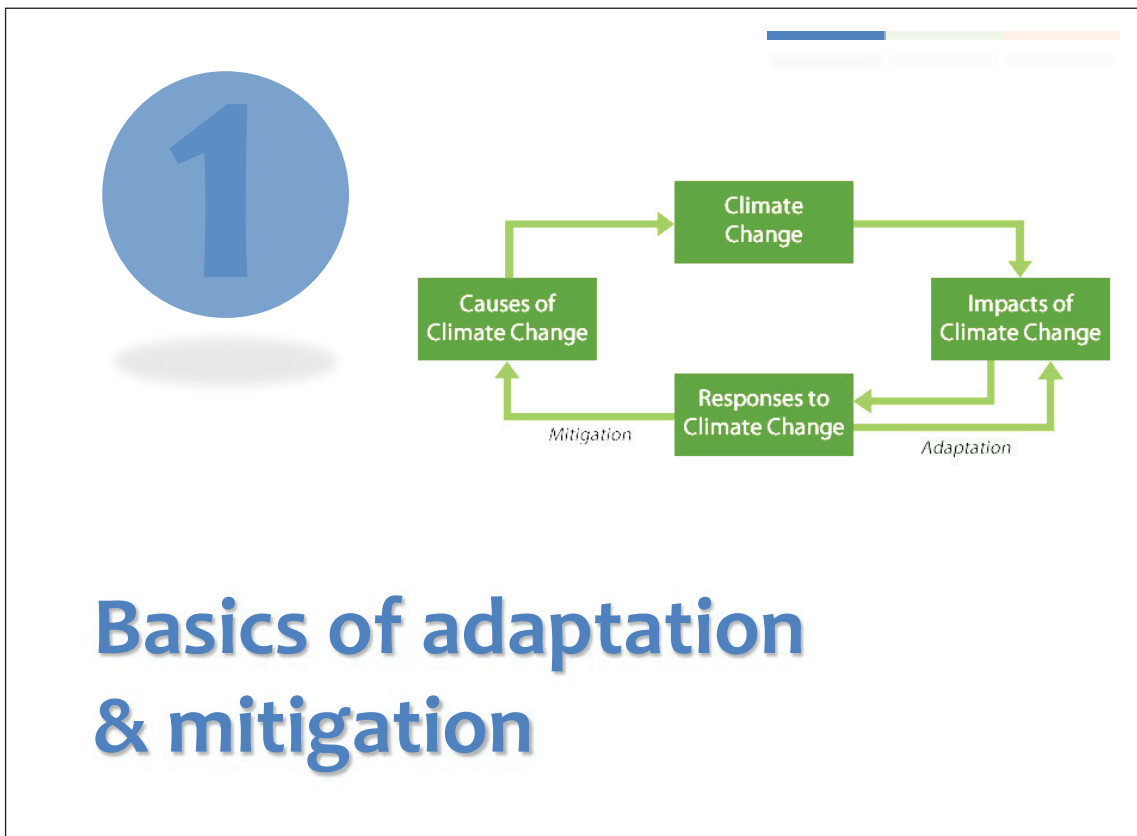 1
Climate
Change
Causes of
Climate Change
Impacts of
Climate Change
Responses to
Climate Change
Mitigation
Adaptation
Basics of adaptation
& mitigation